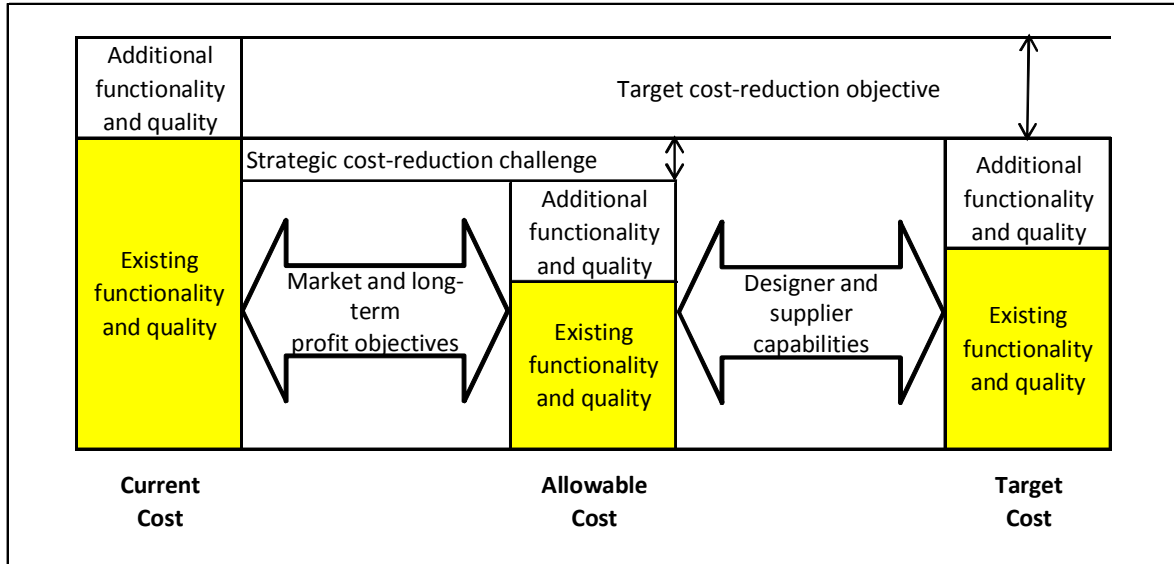 Additional
functionality
and quality
Target cost-reduction objective
Strategic cost-reduction challenge
Additional
functionality
and quality
Additional
functionality
and quality
Existing
functionality
and quality
Market and long-
term
profit objectives
Existing
functionality
and quality
Designer and
supplier
capabilities
Existing
functionality
and quality
Current
Cost
Allowable
Cost
Target
Cost